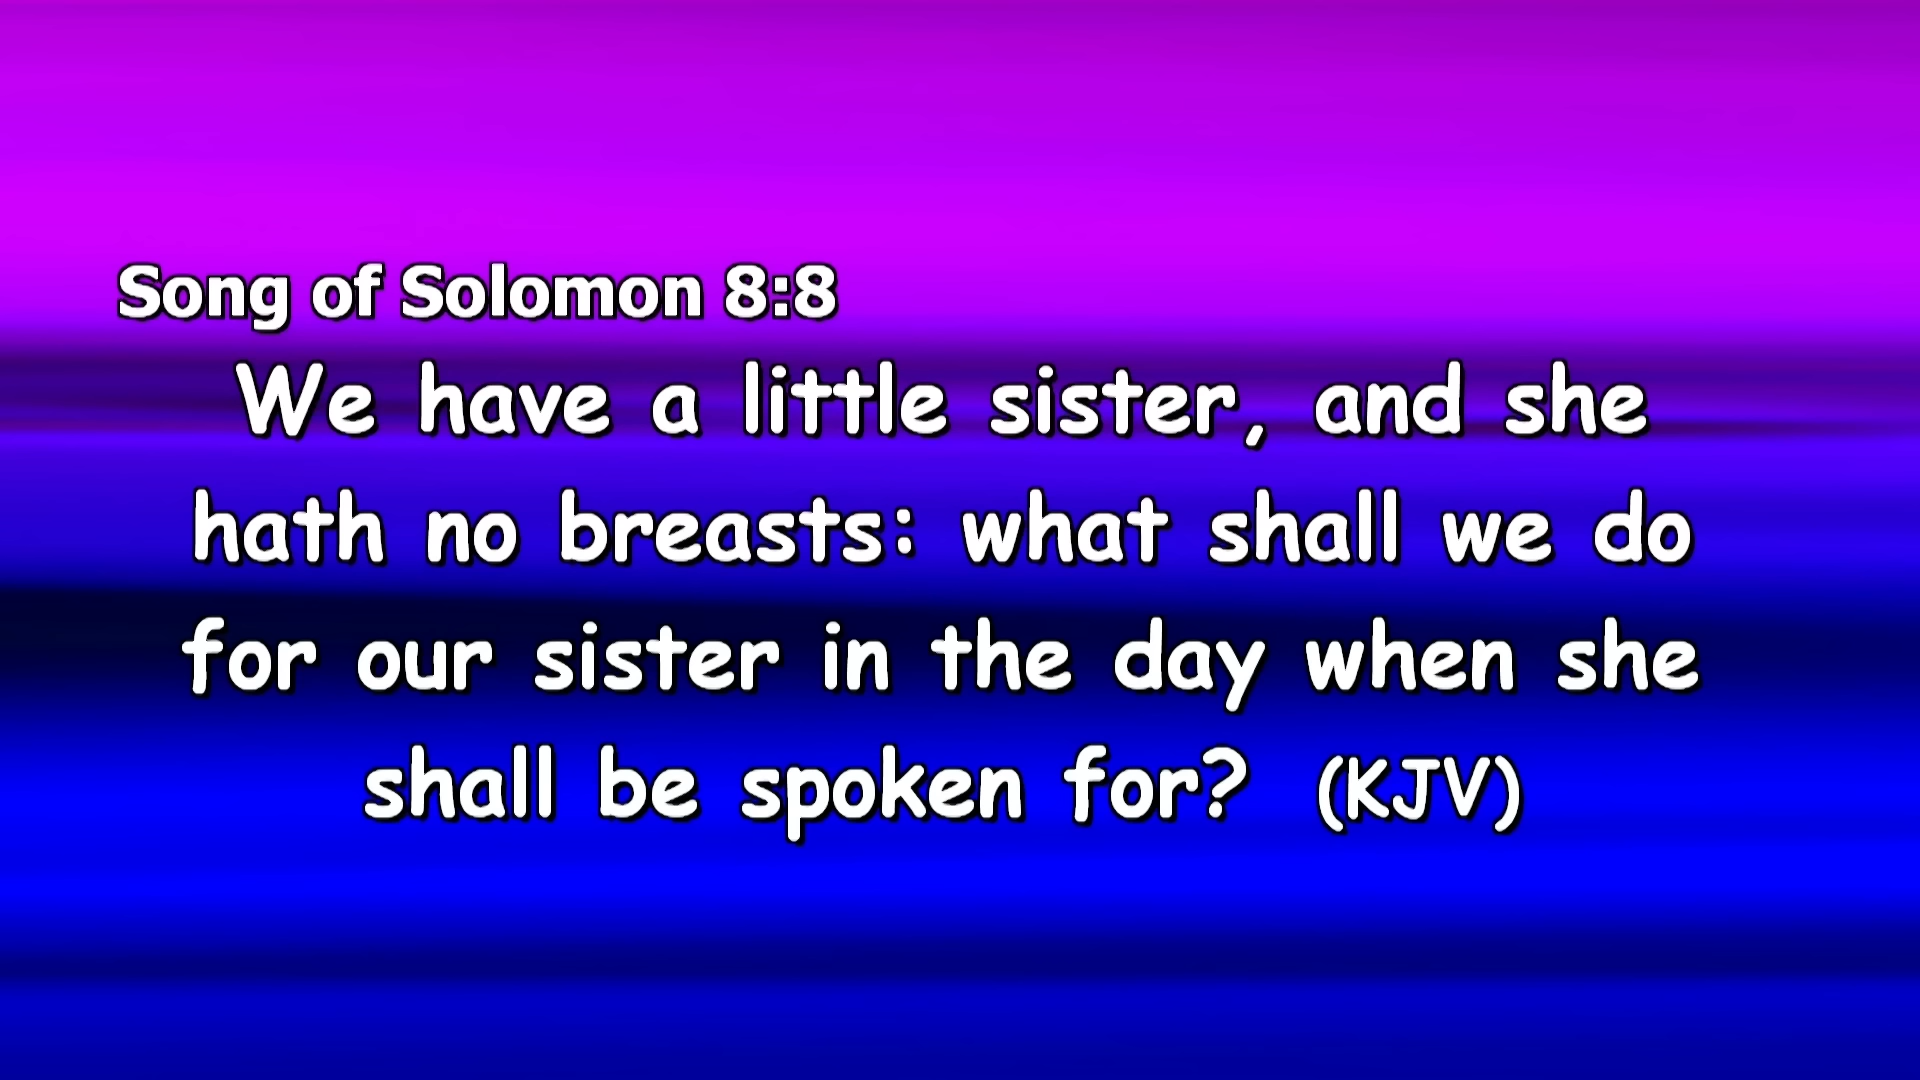 Song of Solomon 8:8
We have a little sister, and she
hath no breasts: what shall we do
for our sister in the day when she
shall be spoken for? (KJV)